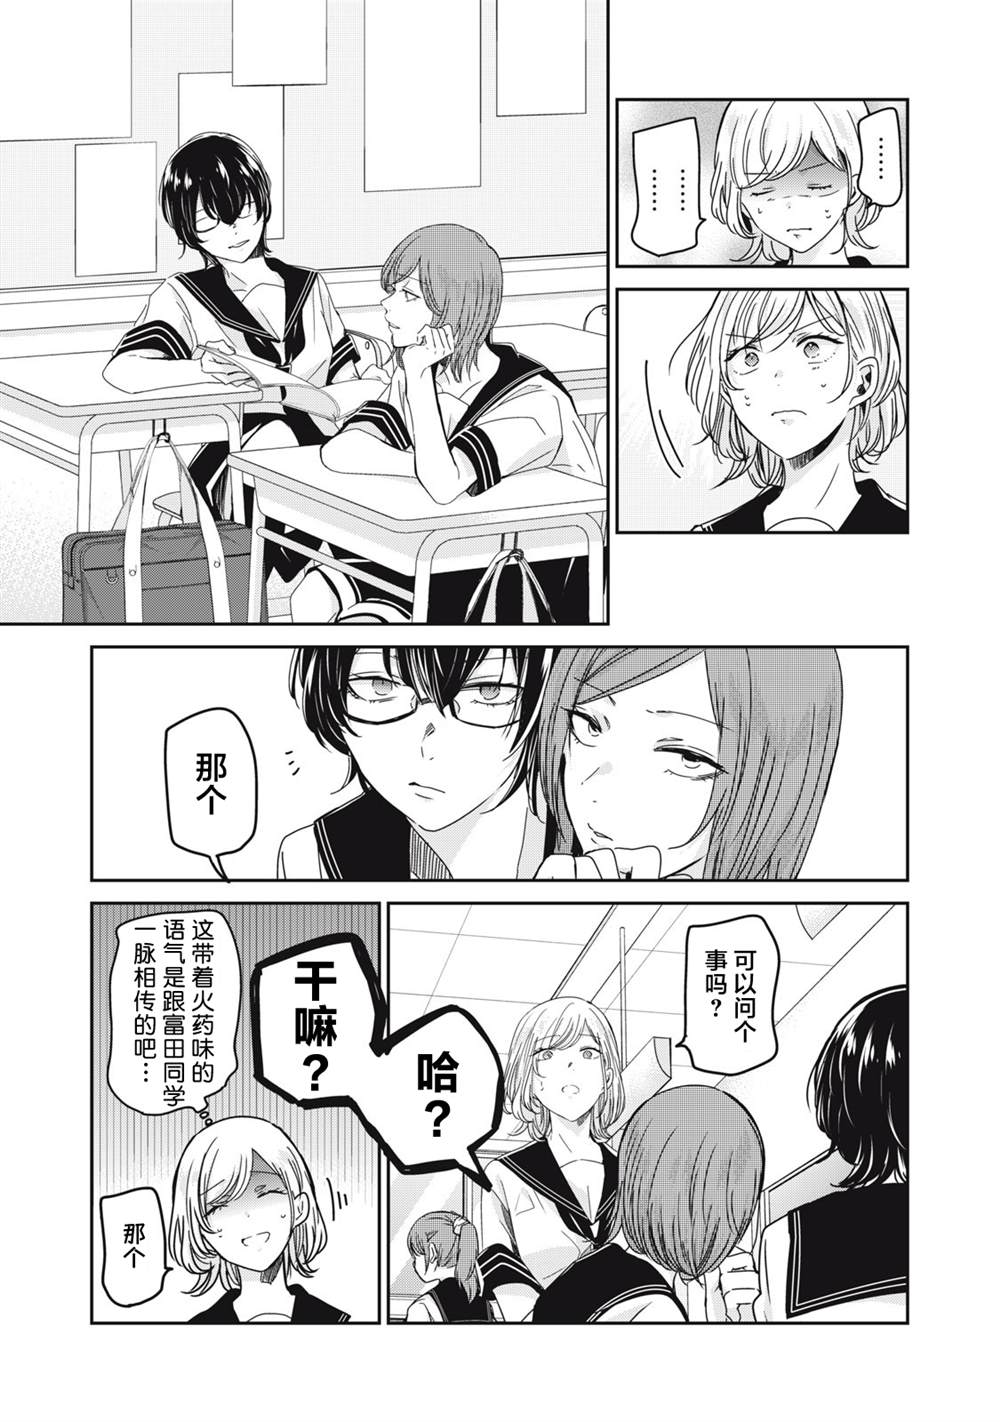 ……
……
那个
可以问个
事吗？
哈？
干嘛？
这带着火药味的
语气是跟富田同学
一脉相传的吧…
那个